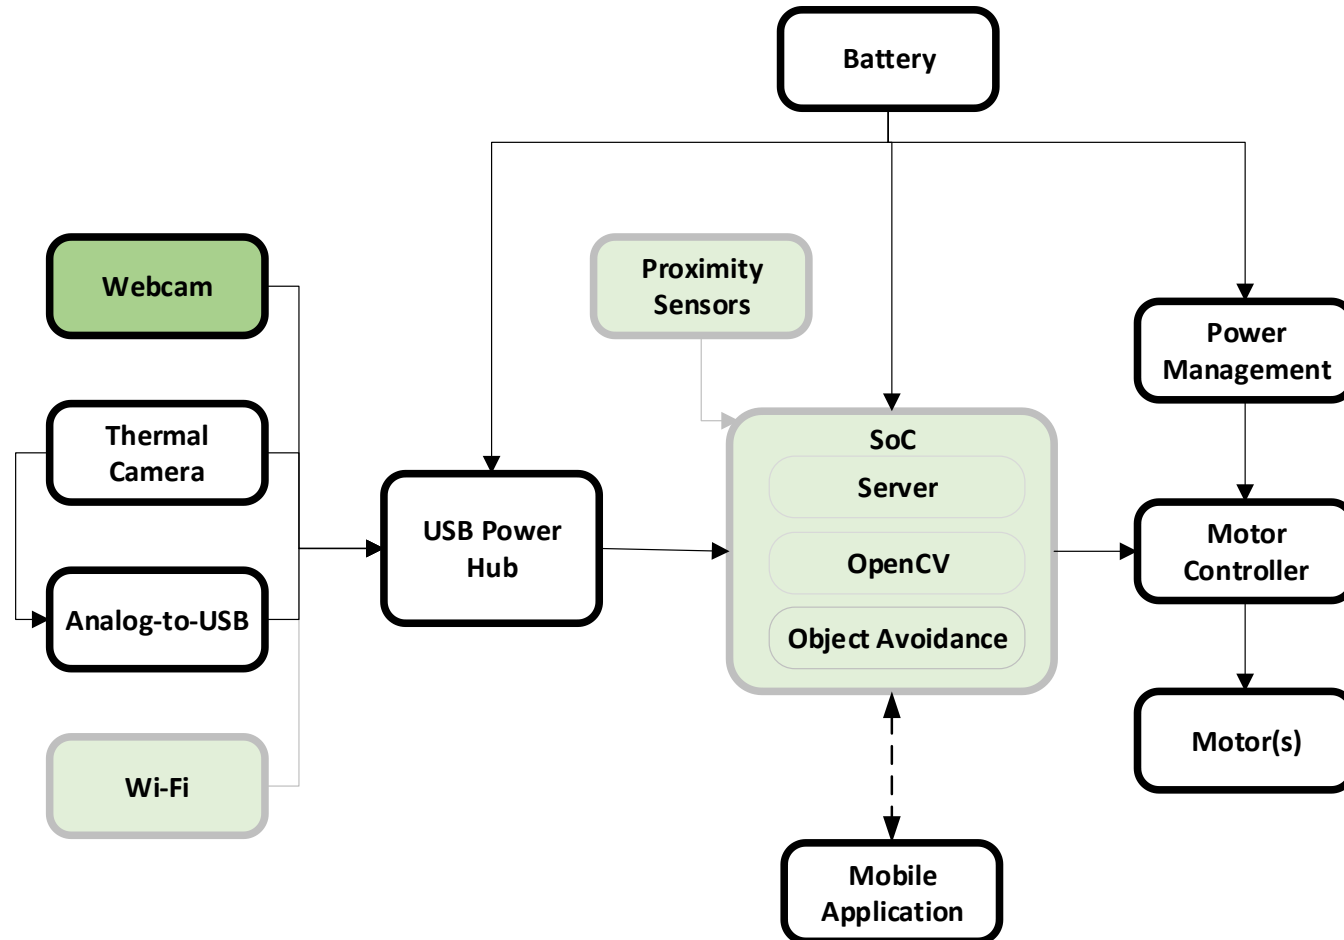 Battery
Webcam
Proximity
Sensors
Power
Management
Thermal
Camera
SoC
Server
USB Power
Hub
OpenCV
Motor
Controller
Analog-to-USB
Object Avoidance
Motor(s)
Wi-Fi
Mobile
Application